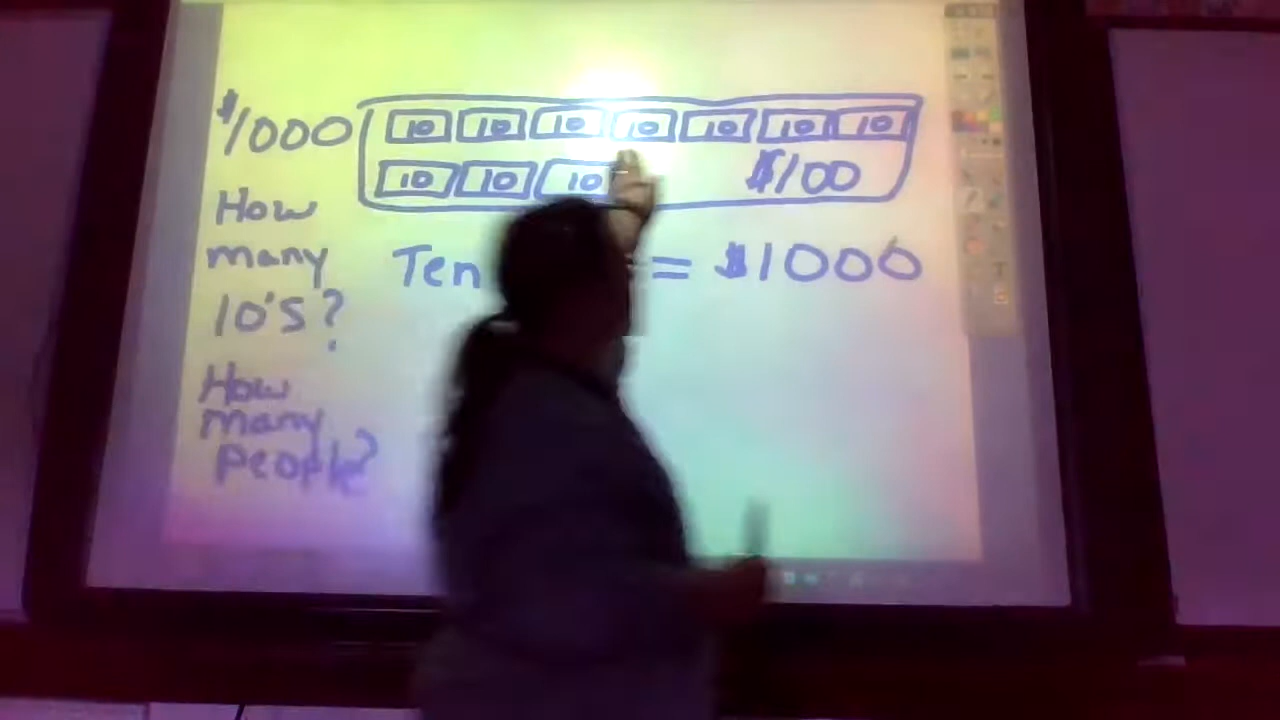 $1000
How
many
10's?
How
many
People?
10 10 10 10 10 10 10
10 10 10 $100
Ten = $1000